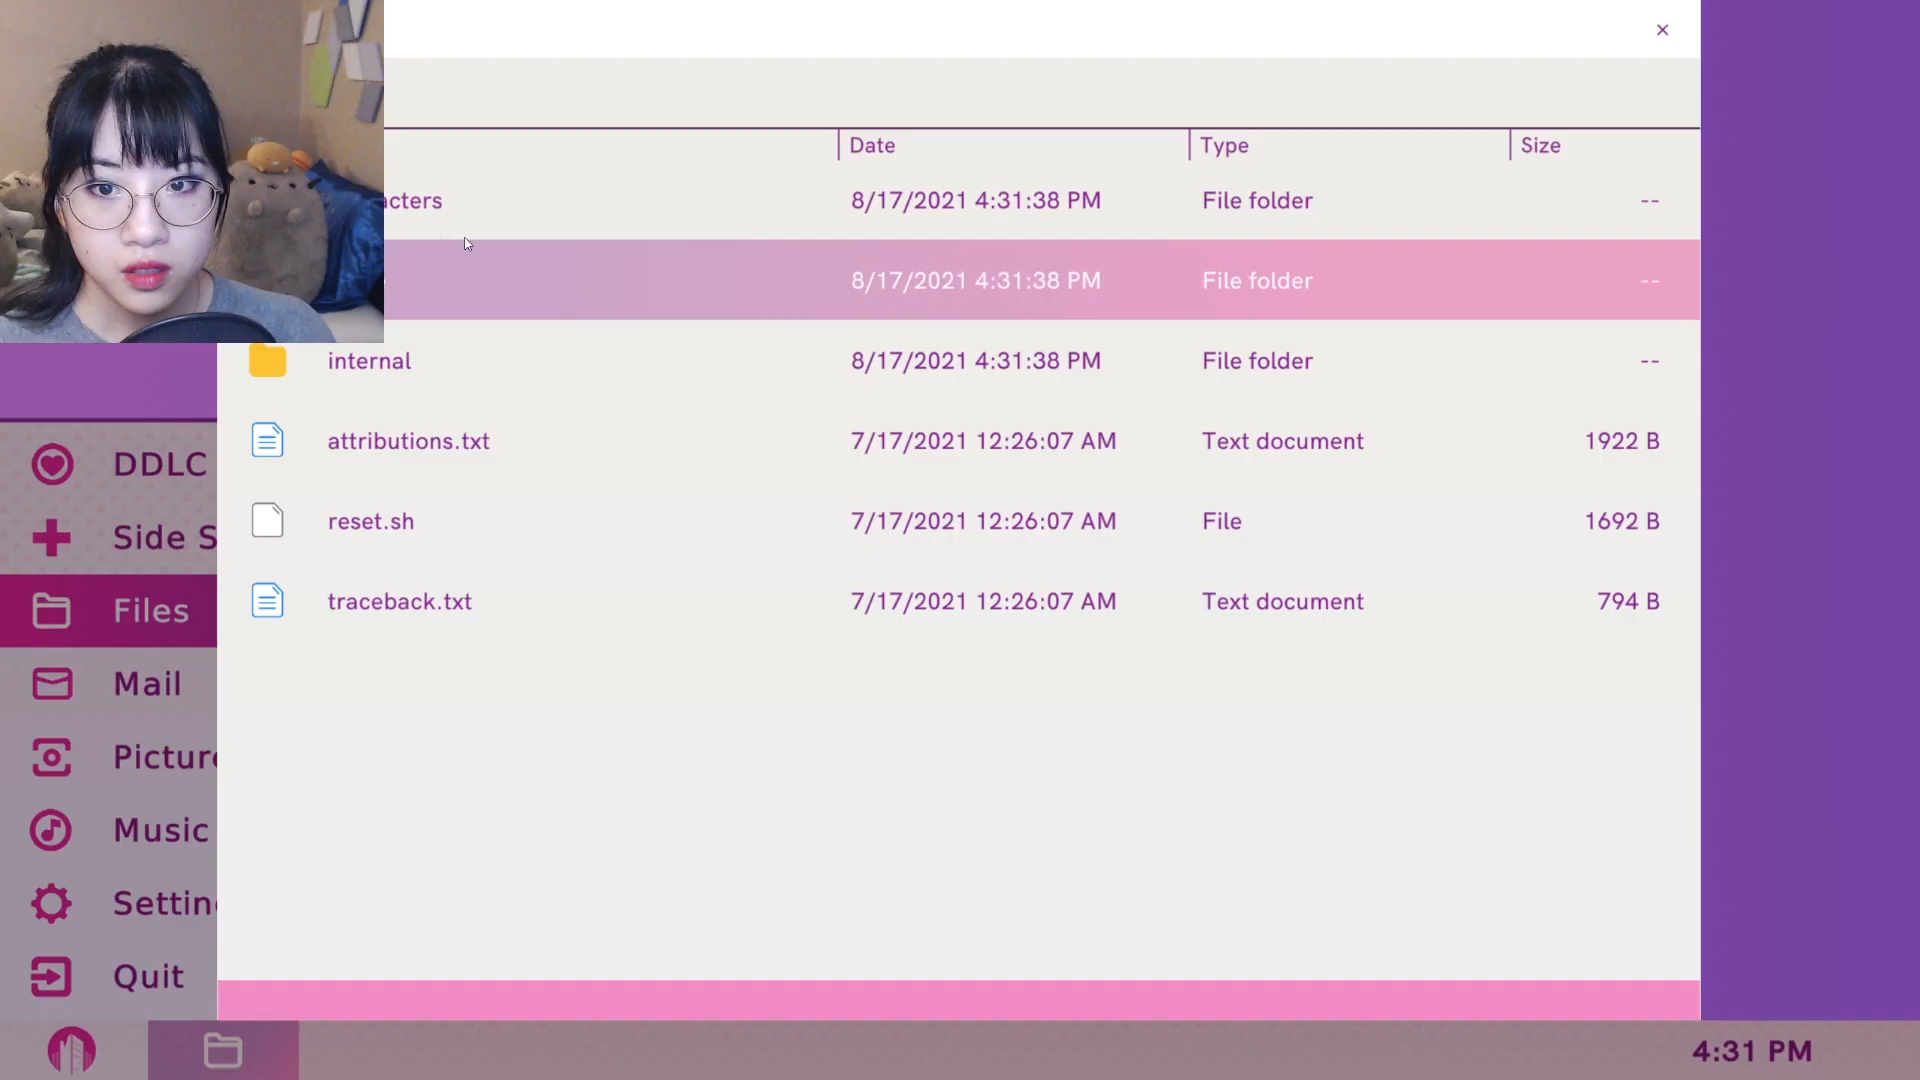 ×
Date Type Size
acters 8/17/2021 4:31:38 PM File folder --
8/17/2021 4:31:38 PM File folder --
internal 8/17/2021 4:31:38 PM File folder --
attributions.txt 7/17/2021 12:26:07 AM Text document 1922 B
reset.sh 7/17/2021 12:26:07 AM File 1692 B
traceback.txt 7/17/2021 12:26:07 AM Text document 794 B
DDLC
Side S
Files
Mail
Picture
Music
Setting
Quit
4:31 PM